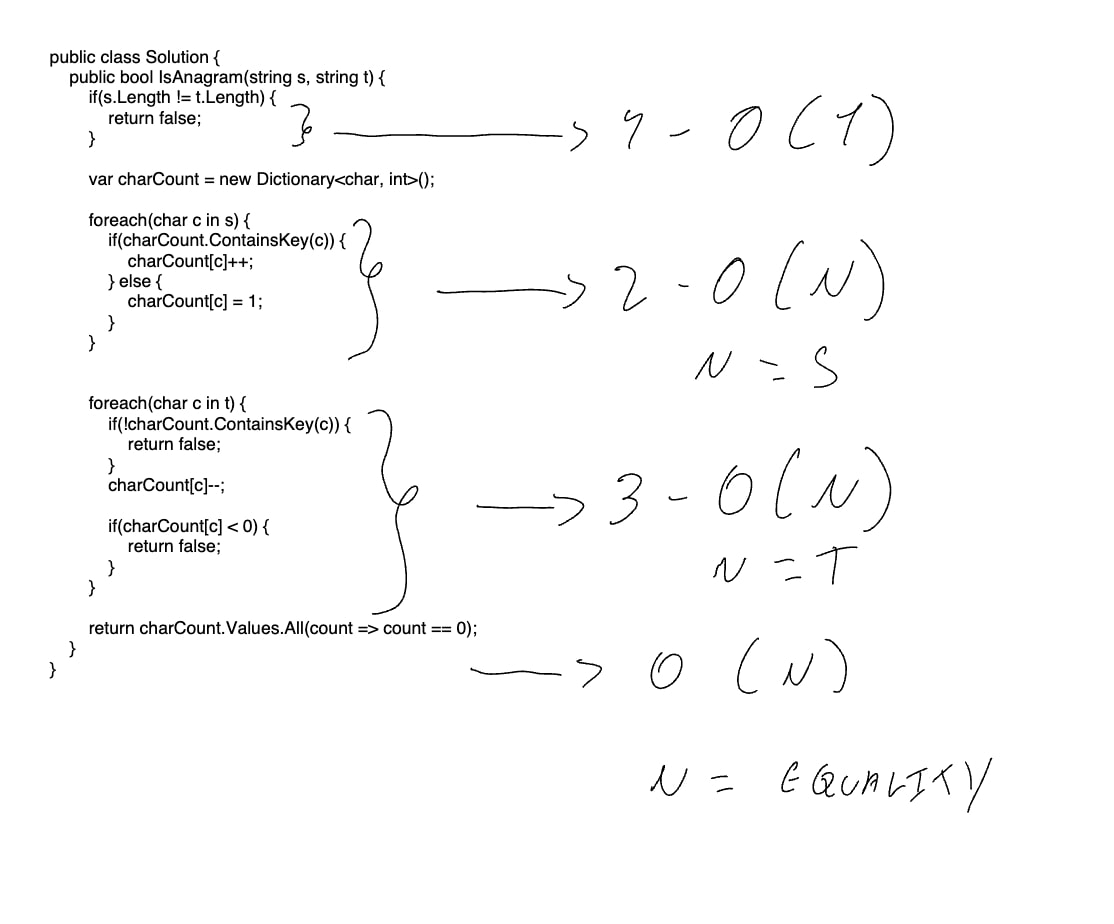 public class Solution {
public bool IsAnagram(string s, string t) {
if(s.Length != t.Length) {
return false;
}
1 - O(1)
var charCount = new Dictionary<char, int>();
foreach(char c in s) {
if(charCount.ContainsKey(c)) {
charCount[c]++;
} else {
charCount[c] = 1;
}
}
2 - O(N)
N = S
foreach(char c in t) {
if(!charCount.ContainsKey(c)) {
return false;
}
charCount[c]--;
if(charCount[c] < 0) {
return false;
}
}
3 - O(N)
N = T
return charCount.Values.All(count => count == 0);
}
}
O (N)
N = EQUALITY